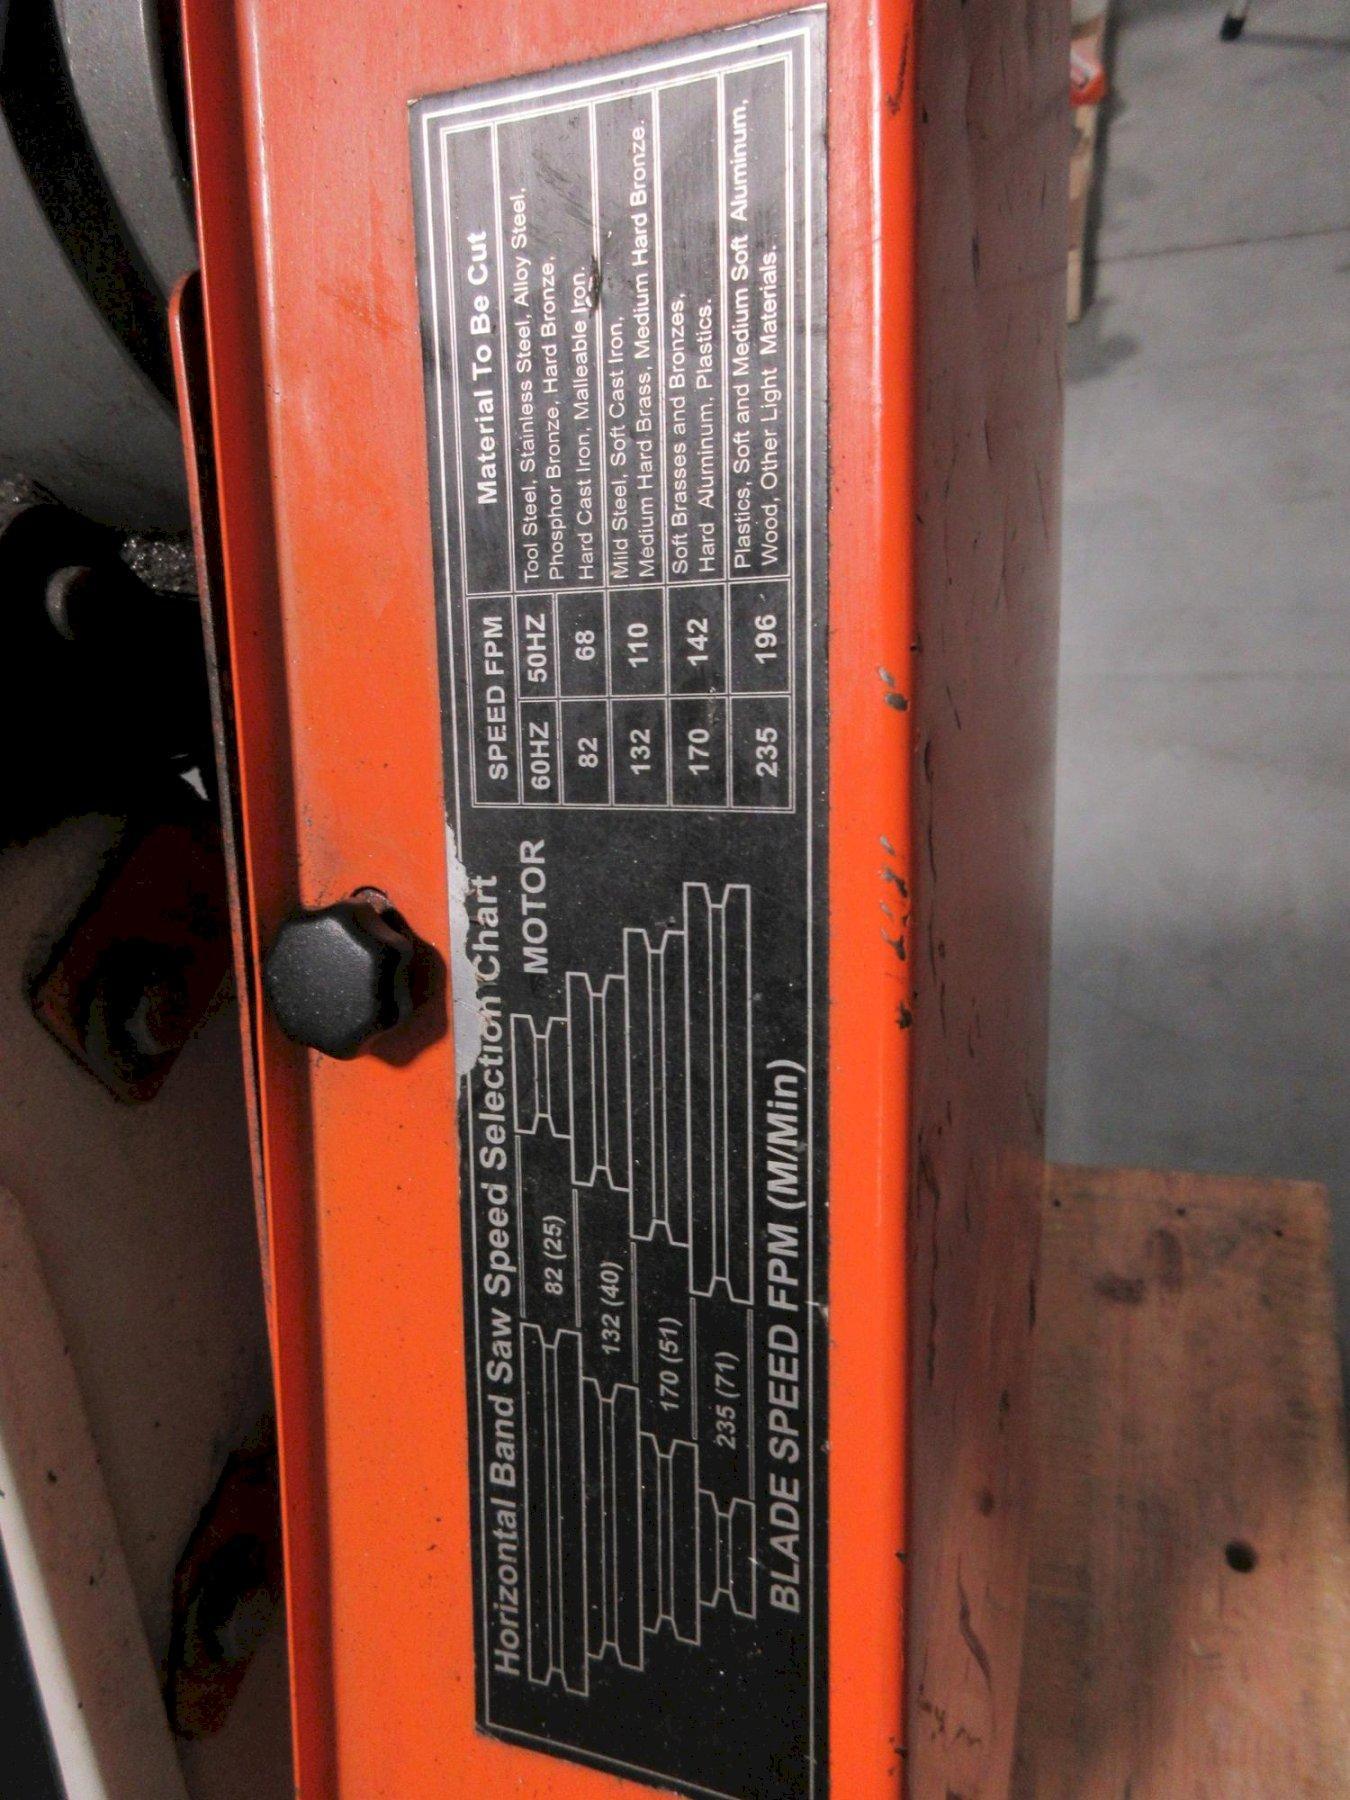 Horizontal Band Saw Speed Selection Chart
MOTOR
82 (25)
132 (40)
170 (51)
235 (71)
BLADE SPEED FPM (M/Min)
SPEED FPM Material To Be Cut
60HZ 50HZ
82 68
132 110
170 142
235 196
Tool Steel, Stainless Steel, Alloy Steel,
Phosphor Bronze, Hard Bronze,
Hard Cast Iron, Malleable Iron.
Mild Steel, Soft Cast Iron,
Medium Hard Brass, Medium Hard Bronze.
Soft Brasses and Bronzes,
Hard Aluminum, Plastics.
Plastics, Soft and Medium Soft Aluminum,
Wood, Other Light Materials.